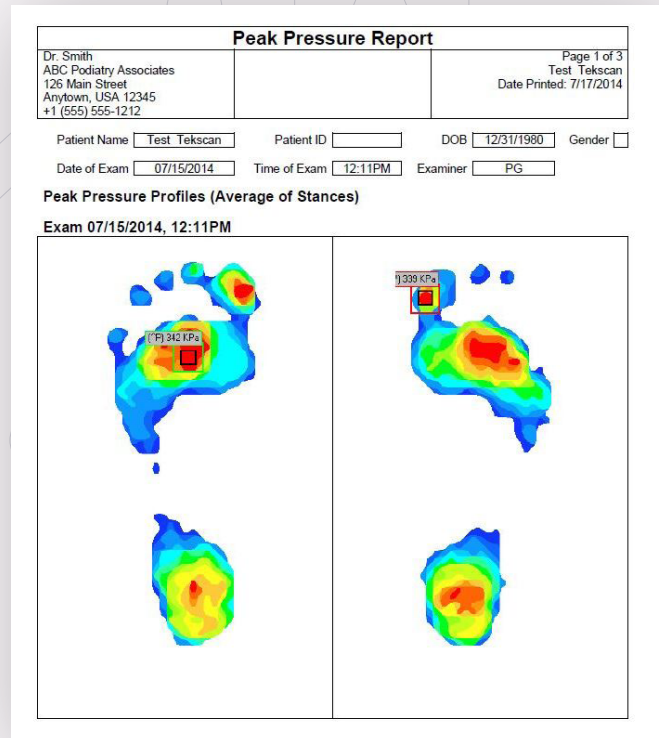 Peak Pressure Report
Dr. Smith
ABC Podiatry Associates
126 Main Street
Anytown, USA 12345
+1 (555) 555-1212
Page 1 of 3
Test Tekscan
Date Printed: 7/17/2014
Patient Name Test Tekscan Patient ID DOB 12/31/1980 Gender
Date of Exam 07/15/2014 Time of Exam 12:11PM Examiner PG
Peak Pressure Profiles (Average of Stances)
Exam 07/15/2014, 12:11PM
) 339 KPa
(*P) 342 KPa